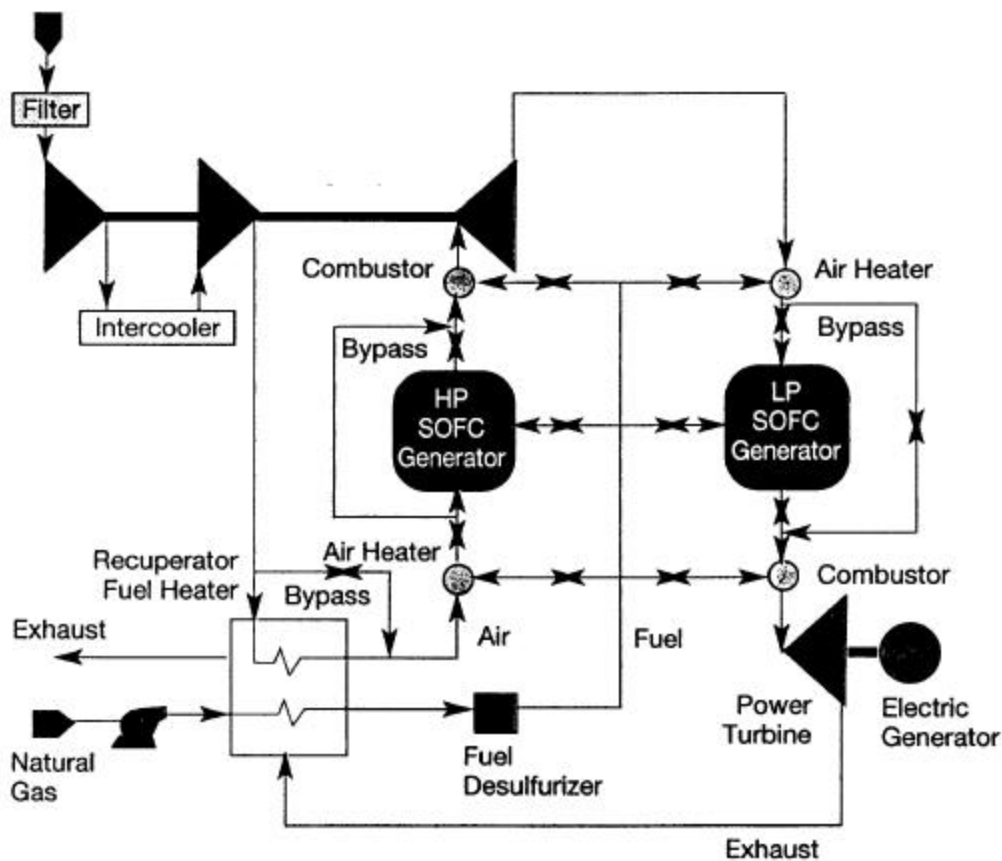 Filter
Combustor
Air Heater
Intercooler
Bypass
Bypass
HP
SOFC
Generator
LP
SOFC
Generator
Air Heater
Recuperator
Fuel Heater
Bypass
Combustor
Exhaust
Air
Fuel
Power
Turbine
Electric
Generator
Natural
Gas
Fuel
Desulfurizer
Exhaust